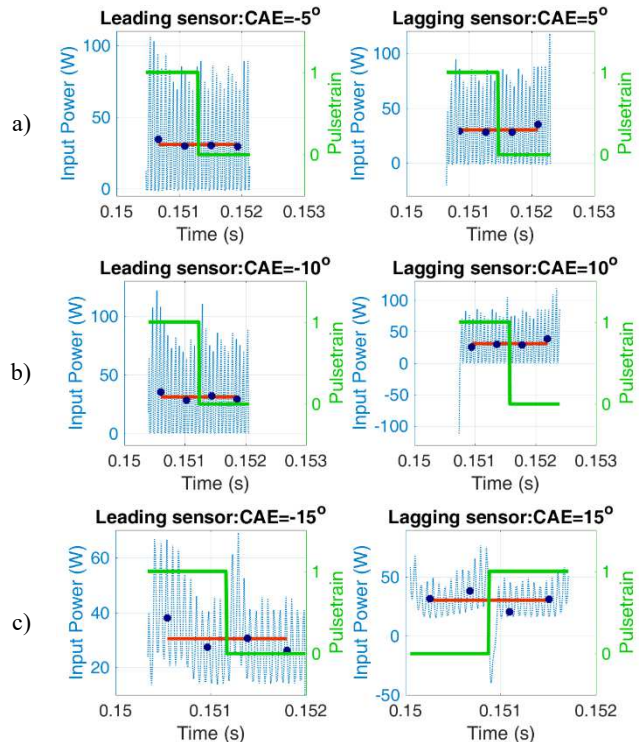 a)
Leading sensor:CAE=-5°
Input Power (W)
100
50
0
1
0
Pulsetrain
0.15 0.151 0.152 0.153
Time (s)
Lagging sensor:CAE=5°
Input Power (W)
100
50
0
1
0
Pulsetrain
0.15 0.151 0.152 0.153
Time (s)
b)
Leading sensor:CAE=-10°
Input Power (W)
100
50
0
1
0
Pulsetrain
0.15 0.151 0.152 0.153
Time (s)
Lagging sensor:CAE=10°
Input Power (W)
100
50
0
-50
-100
1
0
Pulsetrain
0.15 0.151 0.152 0.153
Time (s)
c)
Leading sensor:CAE=-15°
Input Power (W)
60
40
20
1
0
Pulsetrain
0.15 0.151 0.152
Time (s)
Lagging sensor:CAE=15°
Input Power (W)
50
0
-50
1
0
Pulsetrain
0.15 0.151 0.152
Time (s)